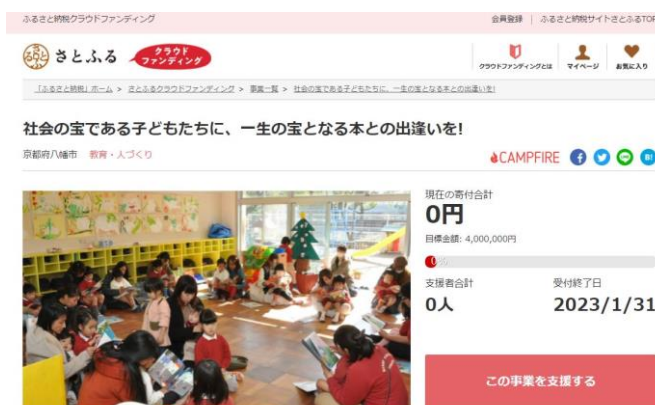 ふるさと納税クラウドファンディング
会員登録 | ふるさと納税サイトさとふるTOP
さとふる クラウドファンディング
クラウドファンディングとは マイページ お気に入り
「ふるさと納税」ホーム > さとふるクラウドファンディング > 事業一覧 > 社会の宝である子どもたちに、一生の宝となる本との出逢いを!
社会の宝である子どもたちに、一生の宝となる本との出逢いを!
京都府八幡市 教育・人づくり
CAMPFIRE
現在の寄付合計
0円
目標金額: 4,000,000円
支援者合計 受付終了日
0人 2023/1/31
この事業を支援する